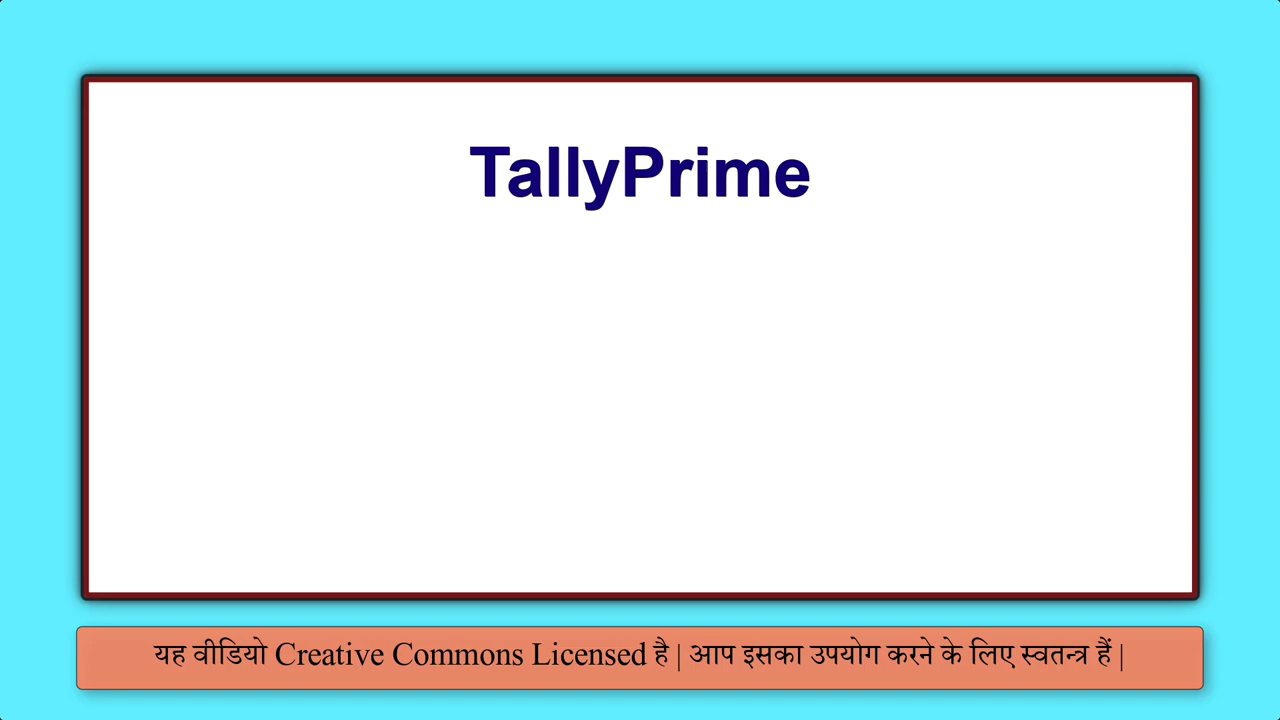 TallyPrime
यह वीडियो Creative Commons Licensed है | आप इसका उपयोग करने के लिए स्वतन्त्र हैं |